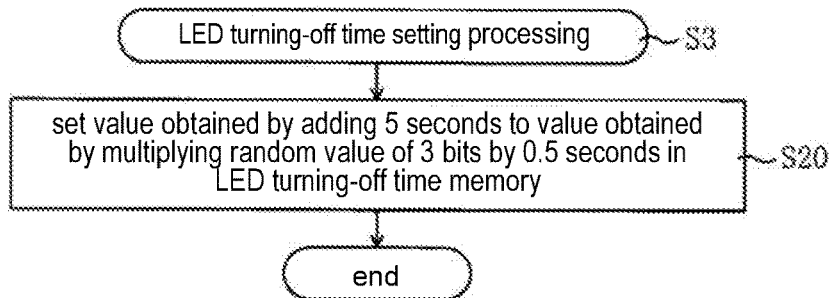 LED turning-off time setting processing
S3
set value obtained by adding 5 seconds to value obtained
by multiplying random value of 3 bits by 0.5 seconds in
LED turning-off time memory
S20
end